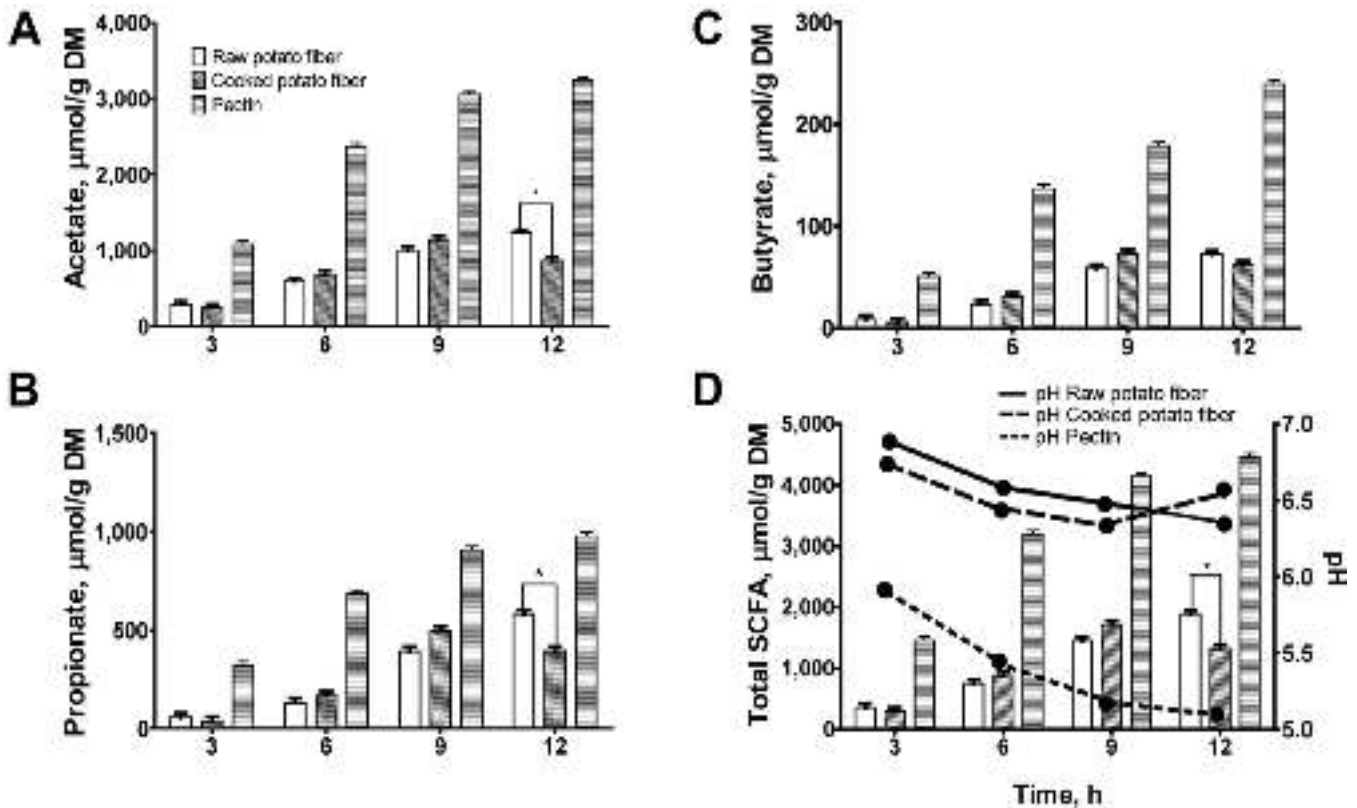 A
Acetate, µmol/g DM
4,000
3,000
2,000
1,000
0
Raw potato fiber
Cooked potato fiber
Pectin
*
3 6 9 12
C
Butyrate, µmol/g DM
300
200
100
0
3 6 9 12
B
Propionate, µmol/g DM
1,500
1,000
500
0
*
3 6 9 12
D
pH Raw potato fiber
pH Cooked potato fiber
pH Pectin
Total SCFA, µmol/g DM
5,000
4,000
3,000
2,000
1,000
0
*
7.0
6.5
6.0
5.5
5.0
pH
3 6 9 12
Time, h